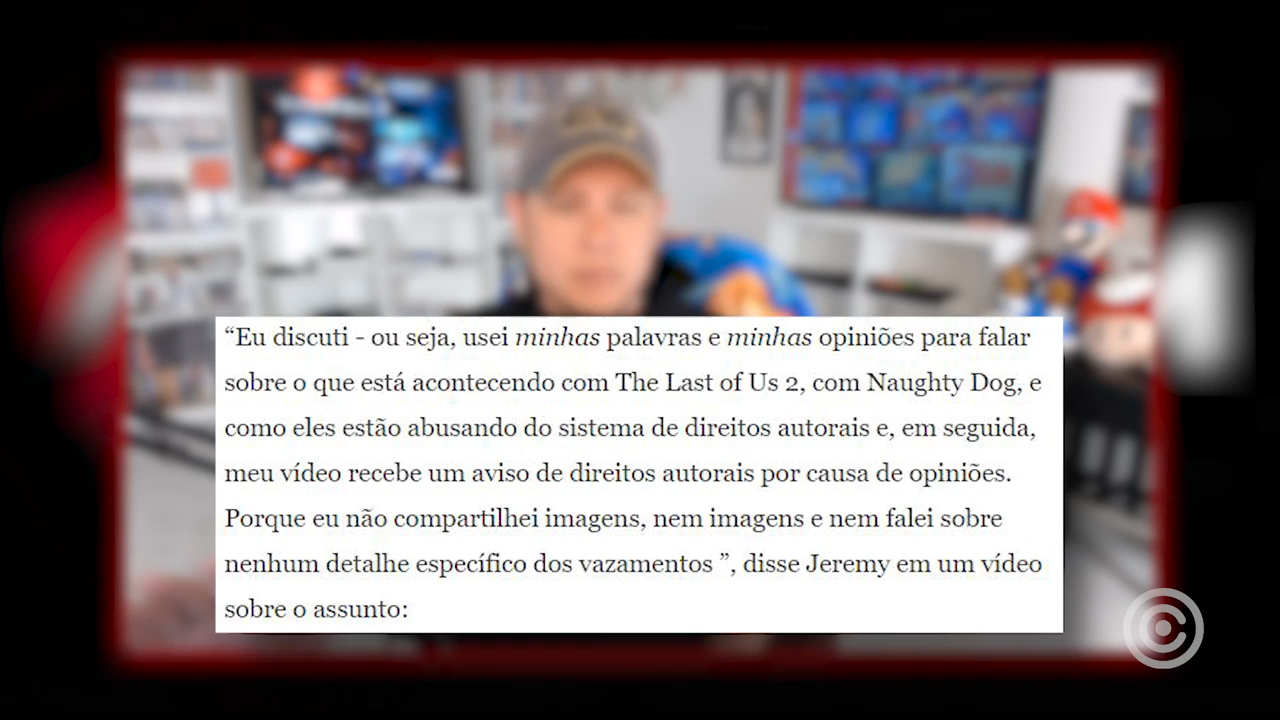 “Eu discuti - ou seja, usei minhas palavras e minhas opiniões para falar
sobre o que está acontecendo com The Last of Us 2, com Naughty Dog, e
como eles estão abusando do sistema de direitos autorais e, em seguida,
meu vídeo recebe um aviso de direitos autorais por causa de opiniões.
Porque eu não compartilhei imagens, nem imagens e nem falei sobre
nenhum detalhe específico dos vazamentos ”, disse Jeremy em um vídeo
sobre o assunto: